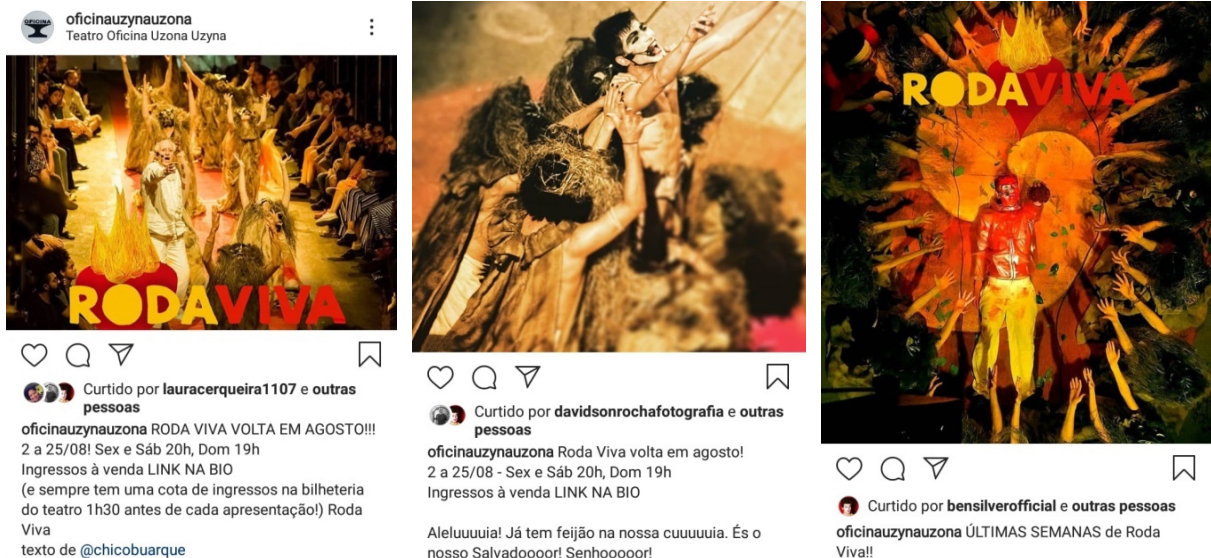 OFICINA
oficinauzynauzona
Teatro Oficina Uzona Uzyna
RODAVIVA
Curtido por lauracerqueira1107 e outras
pessoas
oficinauzynauzona RODA VIVA VOLTA EM AGOSTO!!!
2 a 25/08! Sex e Sáb 20h, Dom 19h
Ingressos à venda LINK NA BIO
(e sempre tem uma cota de ingressos na bilheteria
do teatro 1h30 antes de cada apresentação!) Roda
Viva
texto de @chicobuarque
Curtido por davidsonrochafotografia e outras
pessoas
oficinauzynauzona Roda Viva volta em agosto!
2 a 25/08 - Sex e Sáb 20h, Dom 19h
Ingressos à venda LINK NA BIO
Aleluuuuia! Já tem feijão na nossa cuuuuuia. És o
nosso Salvadoooor! Senhooooor!
RODAVIVA
Curtido por bensilverofficial e outras pessoas
oficinauzynauzona ÚLTIMAS SEMANAS de Roda
Viva!!